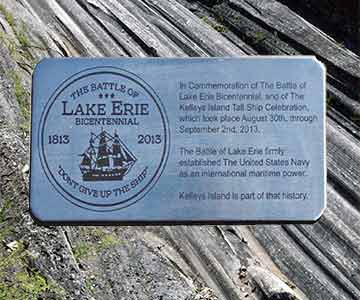 THE BATTLE OF
LAKE ERIE
BICENTENNIAL
1813 2013
"DON'T GIVE UP THE SHIP"
In Commemoration of The Battle of
Lake Erie Bicentennial, and of The
Kelleys Island Tall Ship Celebration,
which took place August 30th, through
September 2nd, 2013.
The Battle of Lake Erie firmly
established The United States Navy
as an international maritime power.
Kelleys Island is part of that history.